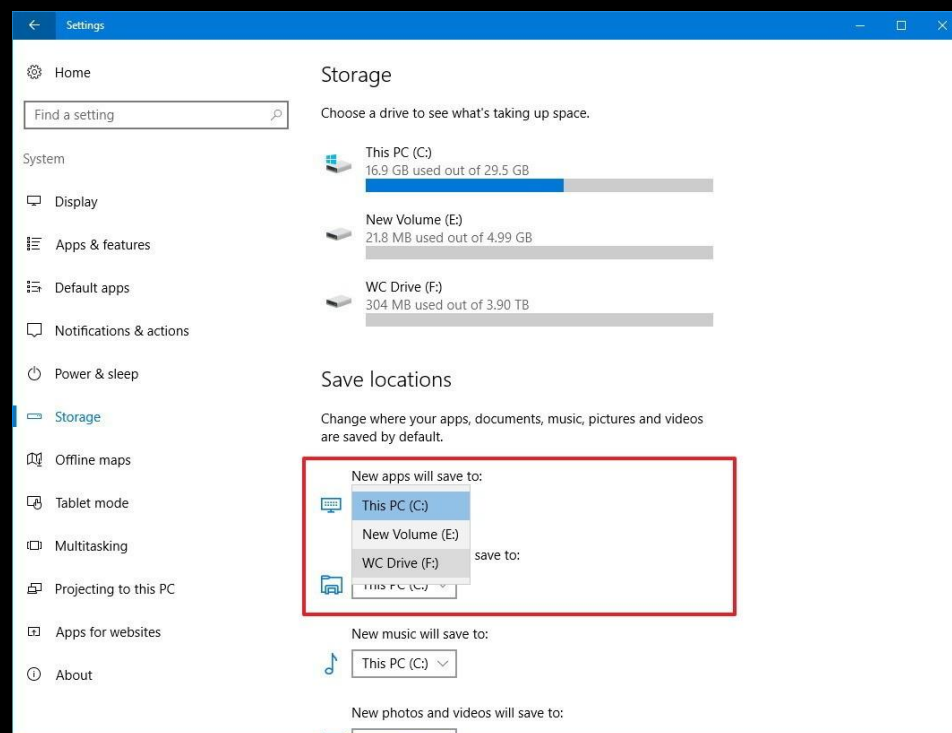 Settings
Home
Find a setting
System
Display
Apps & features
Default apps
Notifications & actions
Power & sleep
Storage
Offline maps
Tablet mode
Multitasking
Projecting to this PC
Apps for websites
About
Storage
Choose a drive to see what's taking up space.
This PC (C:)
16.9 GB used out of 29.5 GB
New Volume (E:)
21.8 MB used out of 4.99 GB
WC Drive (F:)
304 MB used out of 3.90 TB
Save locations
Change where your apps, documents, music, pictures and videos
are saved by default.
New apps will save to:
This PC (C:)
New Volume (E:)
WC Drive (F:)
save to:
This PC (C:)
New music will save to:
This PC (C:)
New photos and videos will save to: